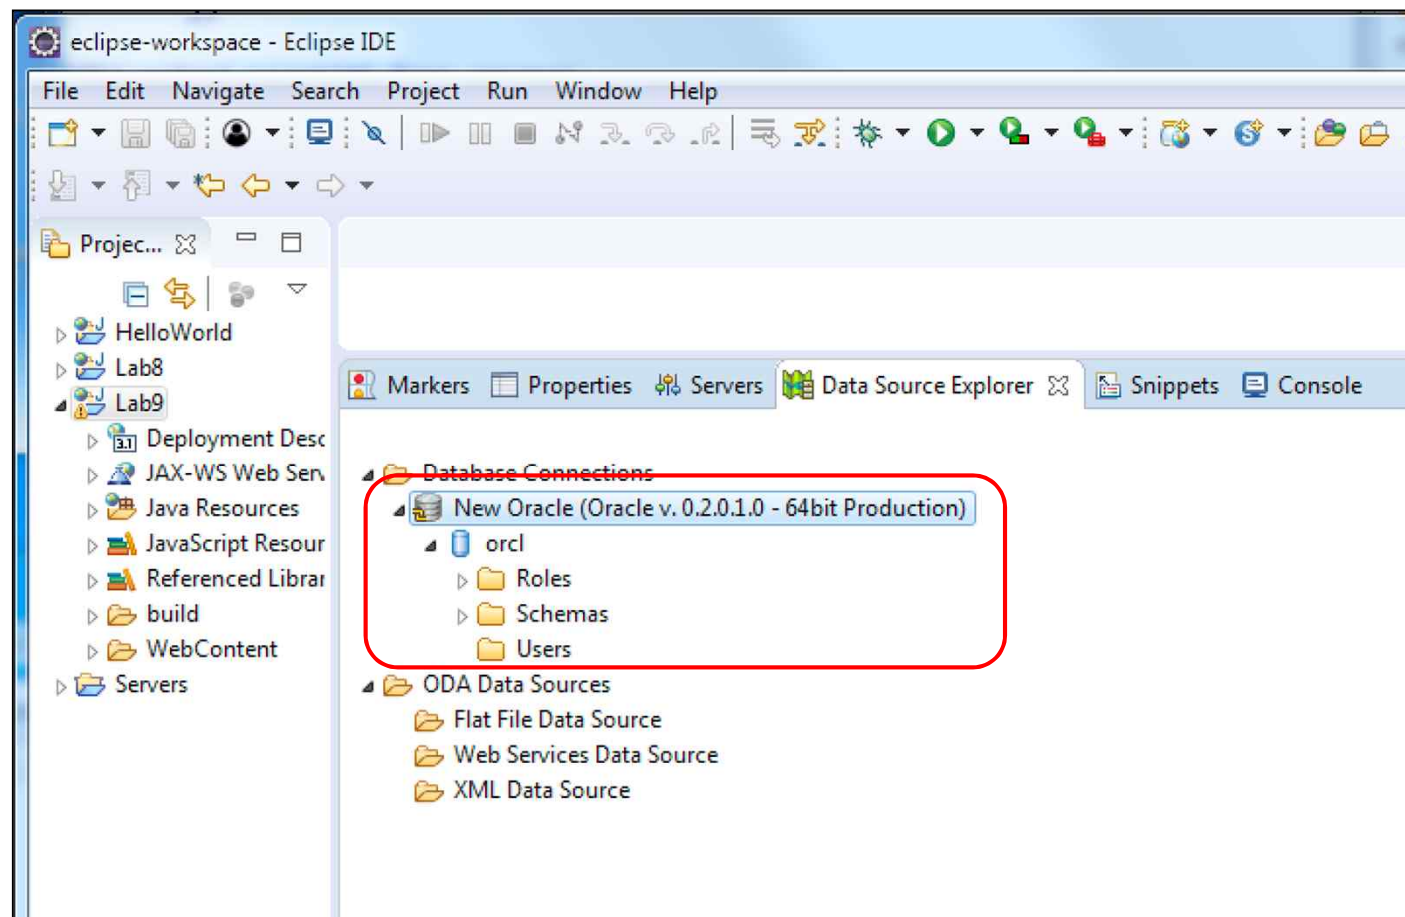 eclipse-workspace - Eclipse IDE
File Edit Navigate Search Project Run Window Help
Projec...
HelloWorld
Lab8
Lab9
3.1 Deployment Desc
JAX-WS Web Serv
Java Resources
JavaScript Resour
Referenced Librar
build
WebContent
Servers
Markers Properties Servers Data Source Explorer Snippets Console
Database Connections
New Oracle (Oracle v. 0.2.0.1.0 - 64bit Production)
orcl
Roles
Schemas
Users
ODA Data Sources
Flat File Data Source
Web Services Data Source
XML Data Source